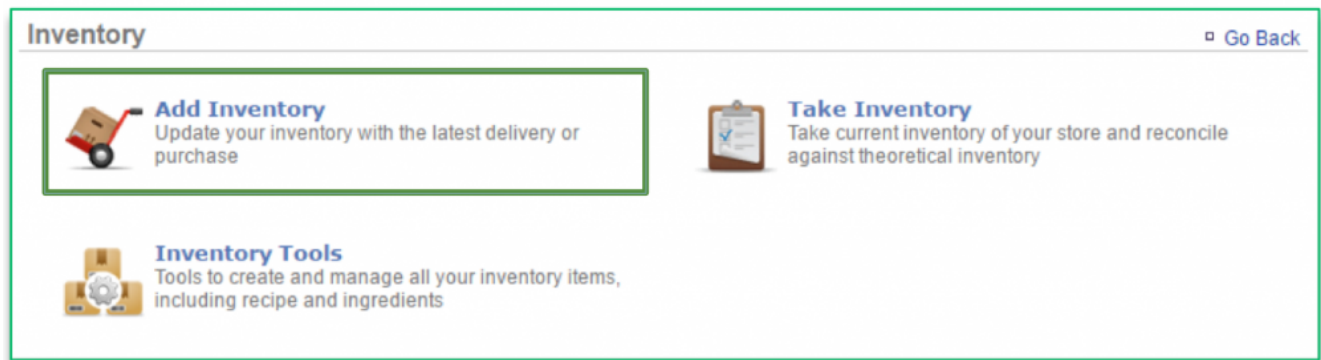 Inventory
Go Back
Add Inventory
Update your inventory with the latest delivery or
purchase
Take Inventory
Take current inventory of your store and reconcile
against theoretical inventory
Inventory Tools
Tools to create and manage all your inventory items,
including recipe and ingredients